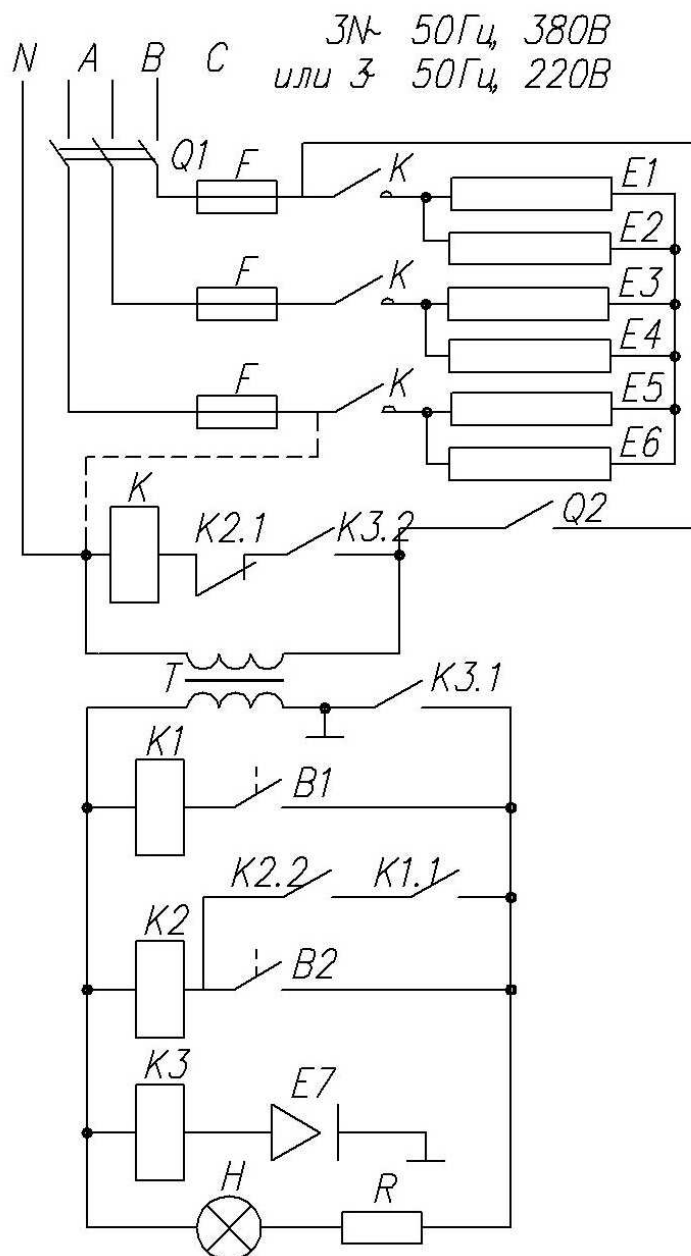 3N~ 50Гц, 380В
N A B C
или 3~ 50Гц, 220В
Q1
F
K
E1
E2
F
K
E3
E4
F
K
E5
E6
K
K2.1
K3.2
Q2
T
K3.1
K1
B1
K2.2
K1.1
K2
B2
K3
E7
H
R